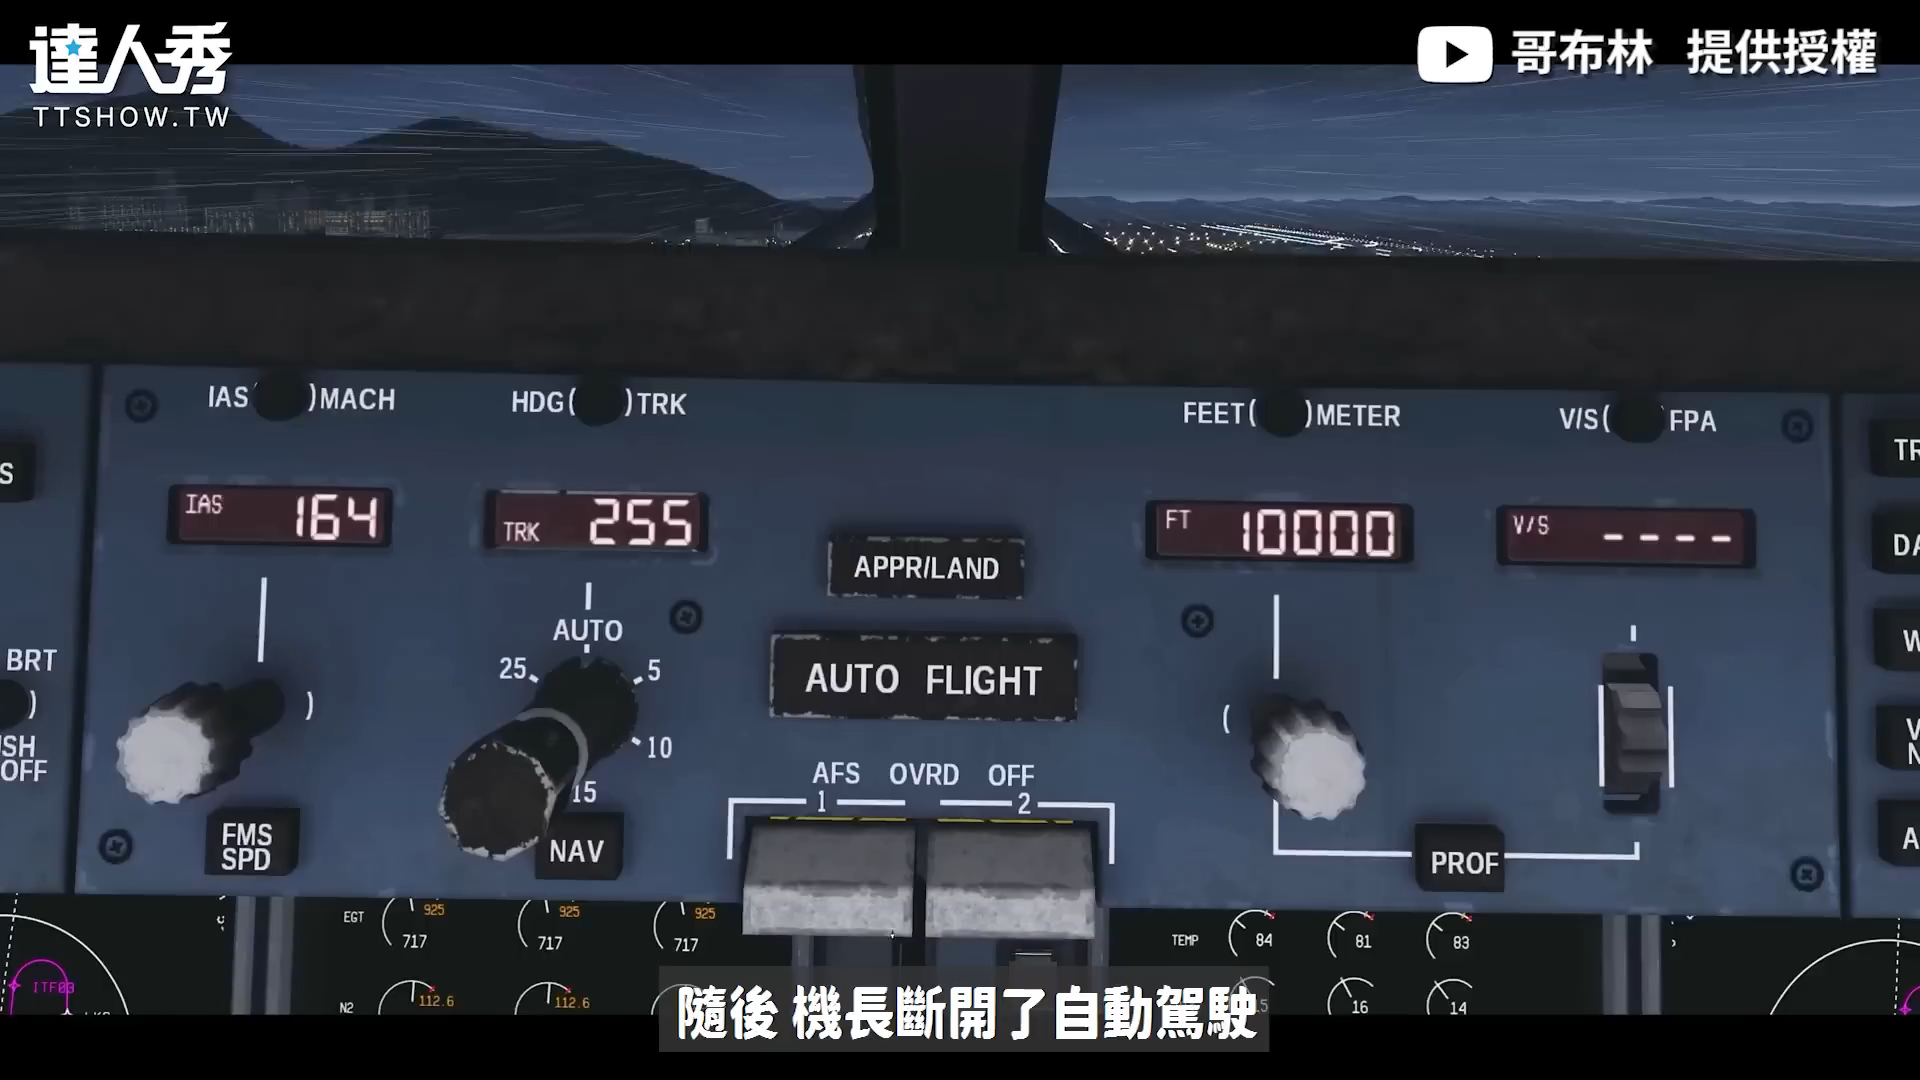 達人秀
TTSHOW.TW
哥布林 提供授權
IAS( )MACH
HDG( )TRK
FEET( )METER
V/S( )FPA
S
TR
IAS 164
TRK 255
FT 10000
V/S ----
APPR/LAND
DA
AUTO
25
5
AUTO FLIGHT
BRT
)
)
(
10
15
AFS OVRD OFF
1
2
FMS
SPD
NAV
PROF
EGT
925
717
925
717
925
717
TEMP
84
81
83
ITF03
N2
112.6
112.6
16
14
隨後 機長斷開了自動駕駛